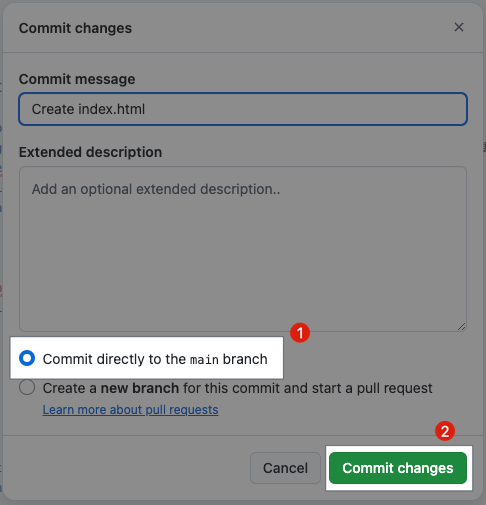 Commit changes
Commit message
Create index.html
Extended description
Add an optional extended description..
1
Commit directly to the main branch
Create a new branch for this commit and start a pull request
Learn more about pull requests
2
Cancel
Commit changes